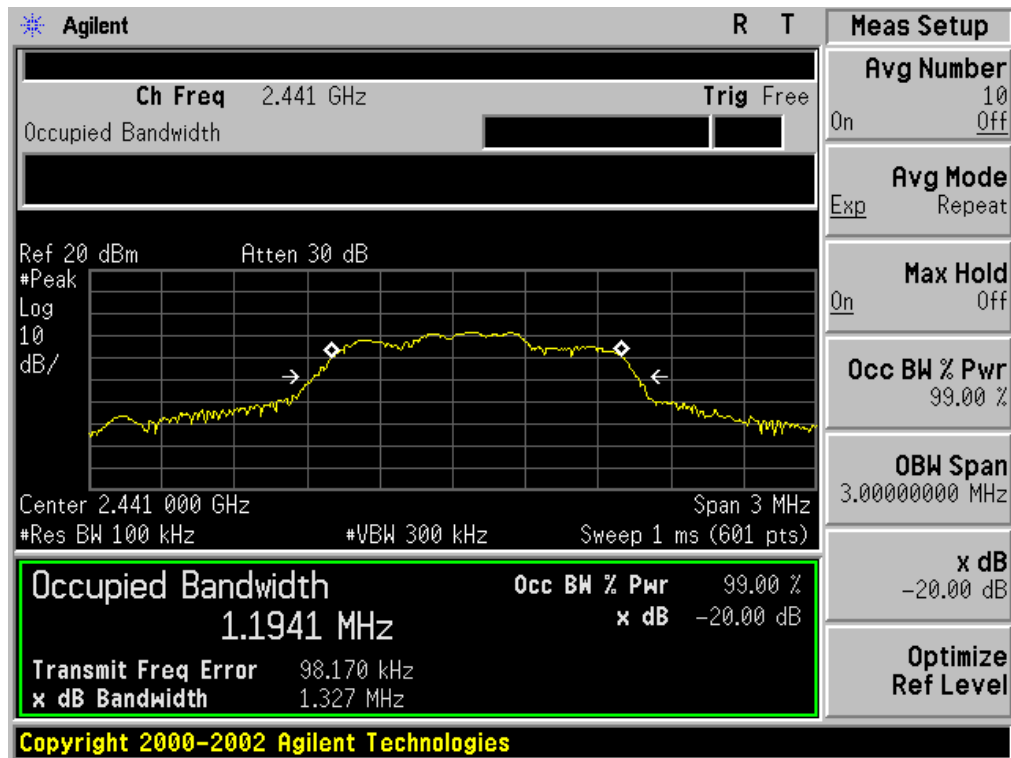 Agilent R T
Ch Freq 2.441 GHz Trig Free
Occupied Bandwidth
Ref 20 dBm Atten 30 dB
#Peak
Log
10
dB/
Center 2.441 000 GHz Span 3 MHz
#Res BW 100 kHz #VBW 300 kHz Sweep 1 ms (601 pts)
Occupied Bandwidth Occ BW % Pwr 99.00 %
1.1941 MHz x dB -20.00 dB
Transmit Freq Error 98.170 kHz
x dB Bandwidth 1.327 MHz
Copyright 2000-2002 Agilent Technologies
Meas Setup
Avg Number
10
On Off
Avg Mode
Exp Repeat
Max Hold
On Off
Occ BW % Pwr
99.00 %
OBW Span
3.00000000 MHz
x dB
-20.00 dB
Optimize
Ref Level